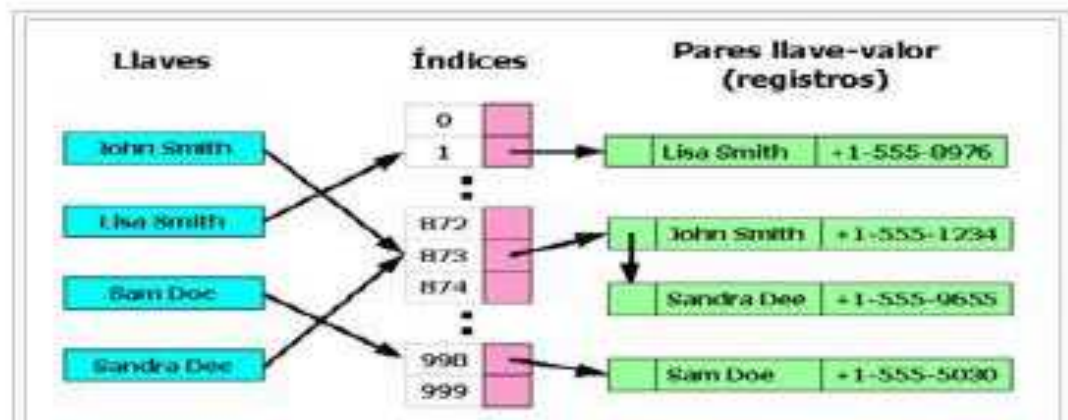 Llaves
Índices
Pares llave-valor
(registros)
John Smith
Lisa Smith
Sam Doe
Sandra Dee
0
1
872
873
874
998
999
Lisa Smith
+1-555-8976
John Smith
+1-555-1234
Sandra Dee
+1-555-9655
Sam Doe
+1-555-5030